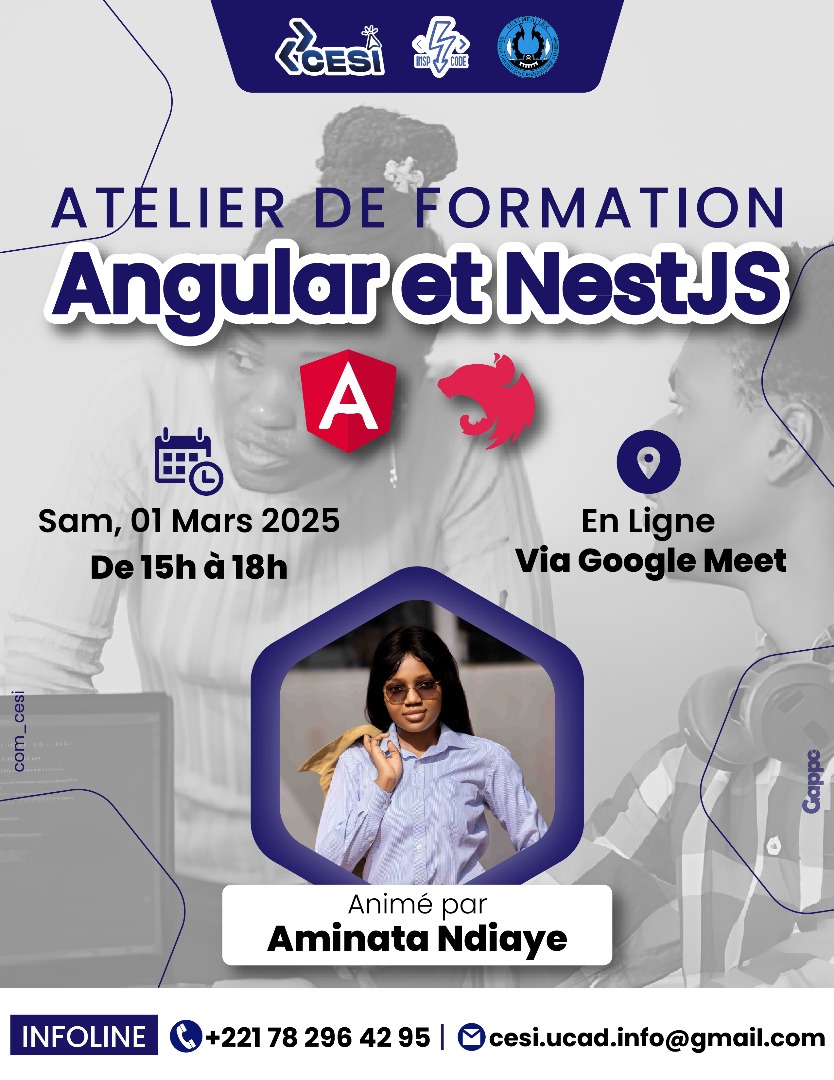 CESI
INSP CODE
ATELIER DE FORMATION
Angular et NestJS
A
Sam, 01 Mars 2025
De 15h à 18h
En Ligne
Via Google Meet
com_cesi
Gappo
Animé par
Aminata Ndiaye
INFOLINE
+221 78 296 42 95 | cesi.ucad.info@gmail.com